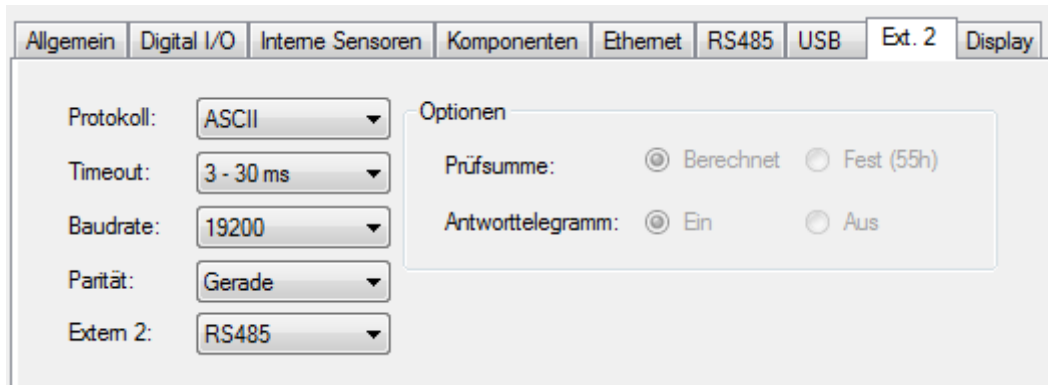 Allgemein Digital I/O Interne Sensoren Komponenten Ethernet RS485 USB Ext. 2 Display
Protokoll: ASCII
Timeout: 3 - 30 ms
Baudrate: 19200
Parität: Gerade
Extern 2: RS485
Optionen
Prüfsumme: Berechnet Fest (55h)
Antworttelegramm: Ein Aus